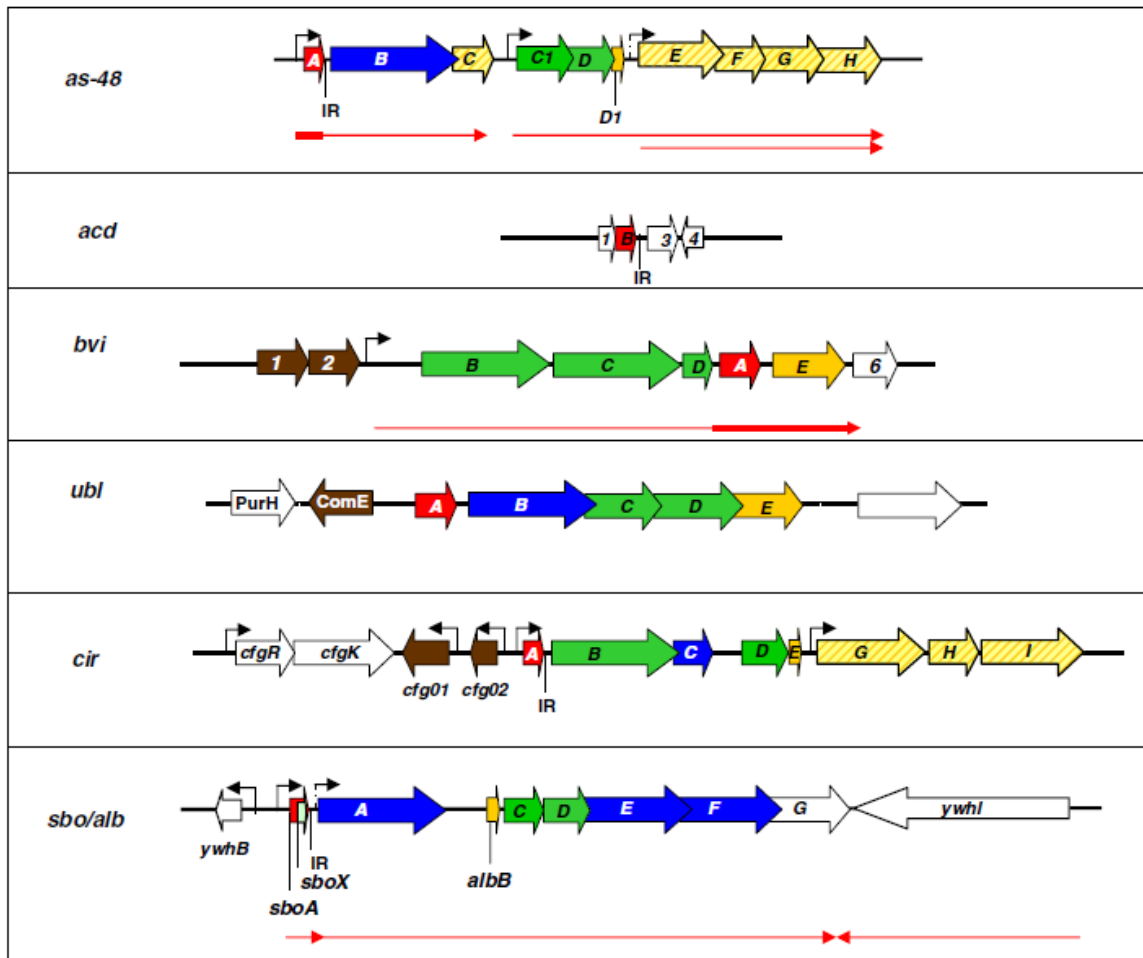 as-48
A B C C1 D E F G H
IR
D1
acd
1 B 3 4
IR
bvi
1 2 B C D A E 6
ubl
PurH ComE A B C D E
cir
cfgR cfgK A B C D E G H I
cfg01 cfg02
IR
sbo/alb
A C D E F G ywhI
ywhB
IR
sboX
albB
sboA